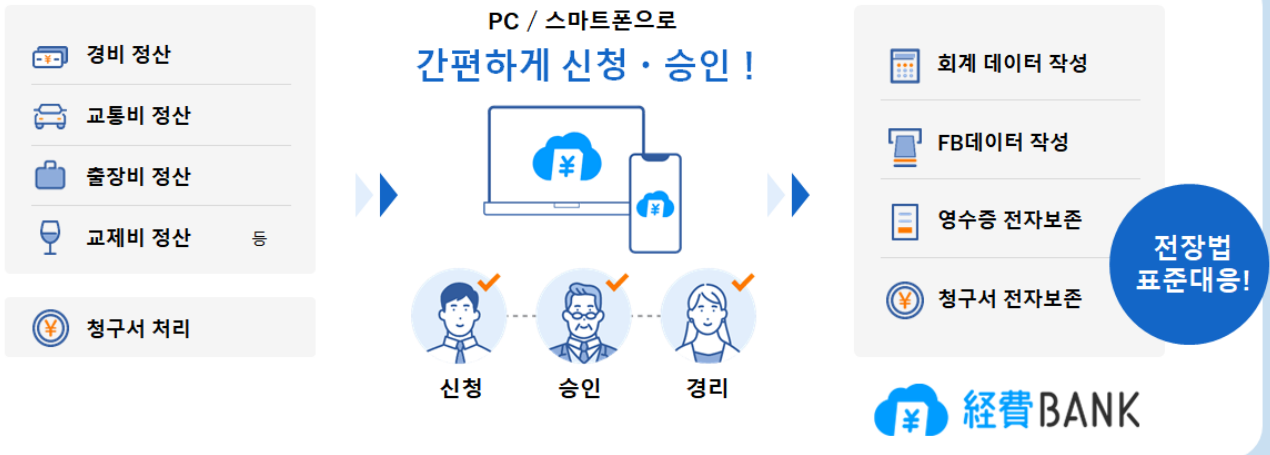 경비 정산
교통비 정산
출장비 정산
교제비 정산 등
¥ 청구서 처리
PC / 스마트폰으로
간편하게 신청・승인 !
¥
¥
신청 승인 경리
회계 데이터 작성
FB데이터 작성
영수증 전자보존
¥ 청구서 전자보존
전장법
표준대응!
¥ 経費BANK